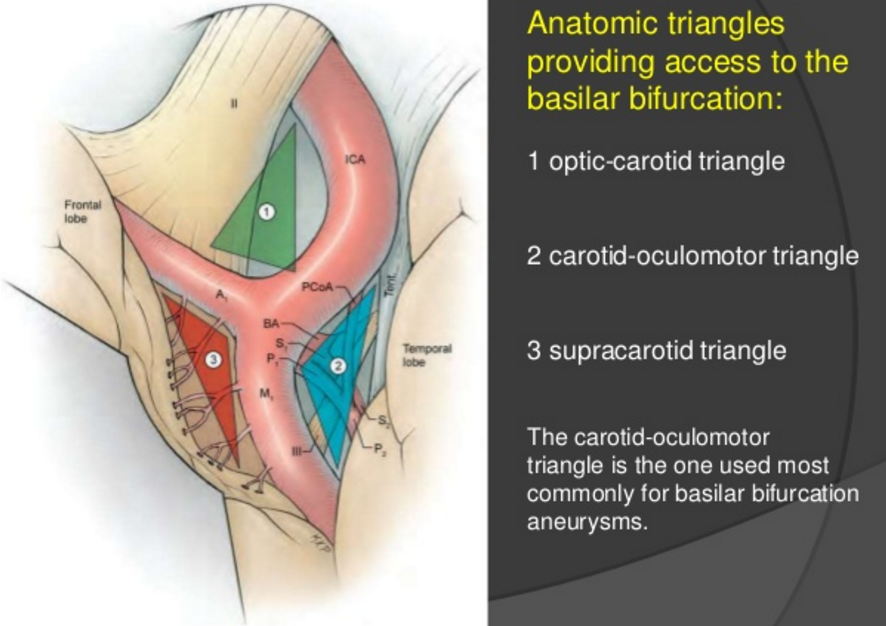 Anatomic triangles
providing access to the
basilar bifurcation:
1 optic-carotid triangle
2 carotid-oculomotor triangle
3 supracarotid triangle
The carotid-oculomotor
triangle is the one used most
commonly for basilar bifurcation
aneurysms.
II
ICA
Frontal
lobe
1
A₁
PCoA
Tent.
BA
S₁
P₁
3
2
Temporal
lobe
M₁
S₂
III
P₂
KXP